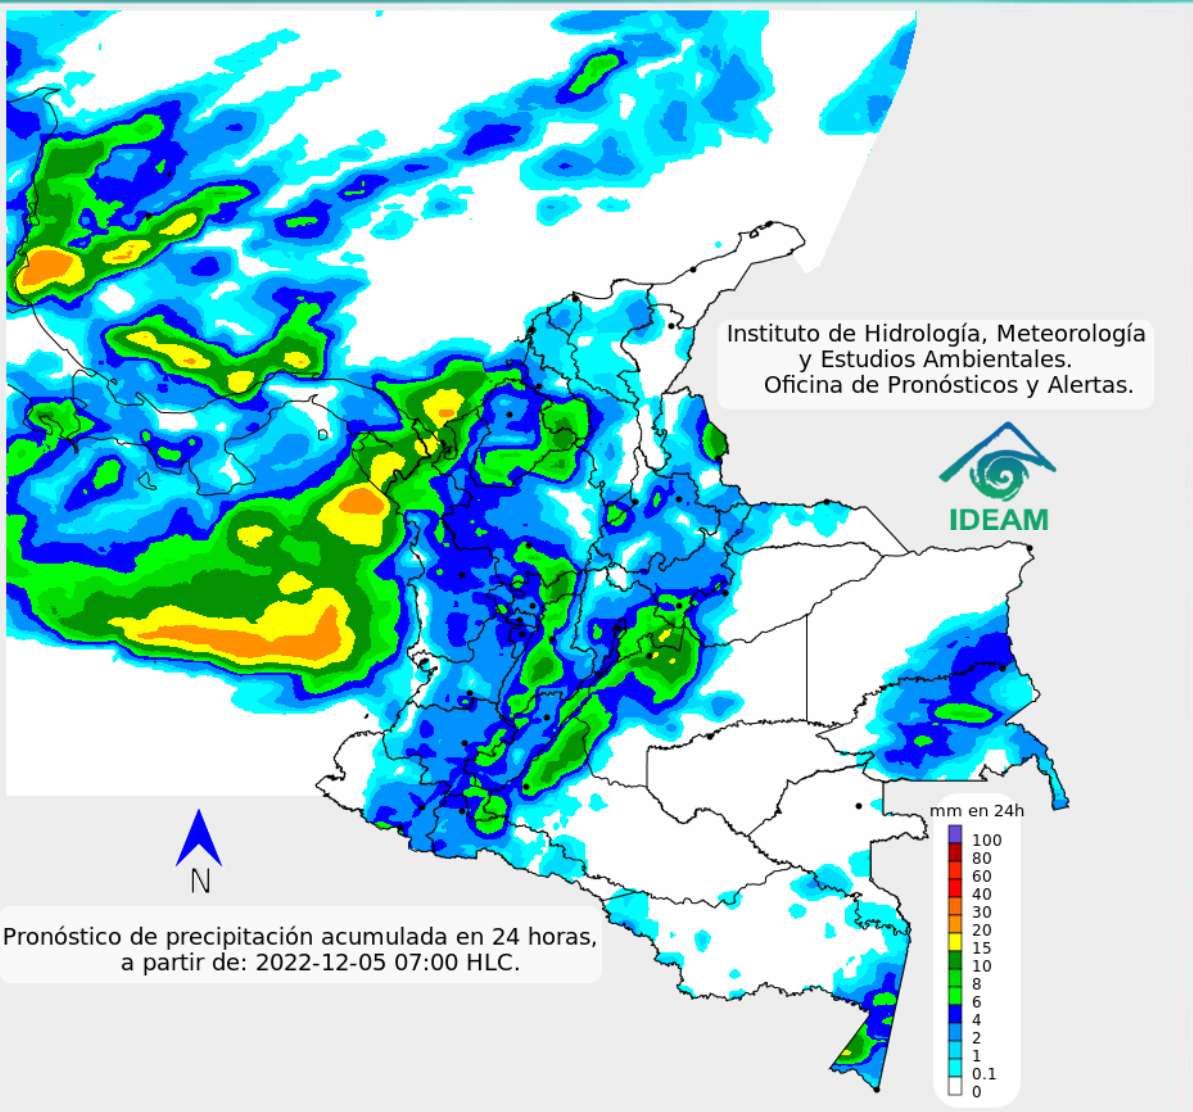 Instituto de Hidrología, Meteorología
y Estudios Ambientales.
Oficina de Pronósticos y Alertas.
IDEAM
mm en 24h
100
80
60
40
30
20
15
10
8
6
4
2
1
0.1
0
N
Pronóstico de precipitación acumulada en 24 horas,
a partir de: 2022-12-05 07:00 HLC.